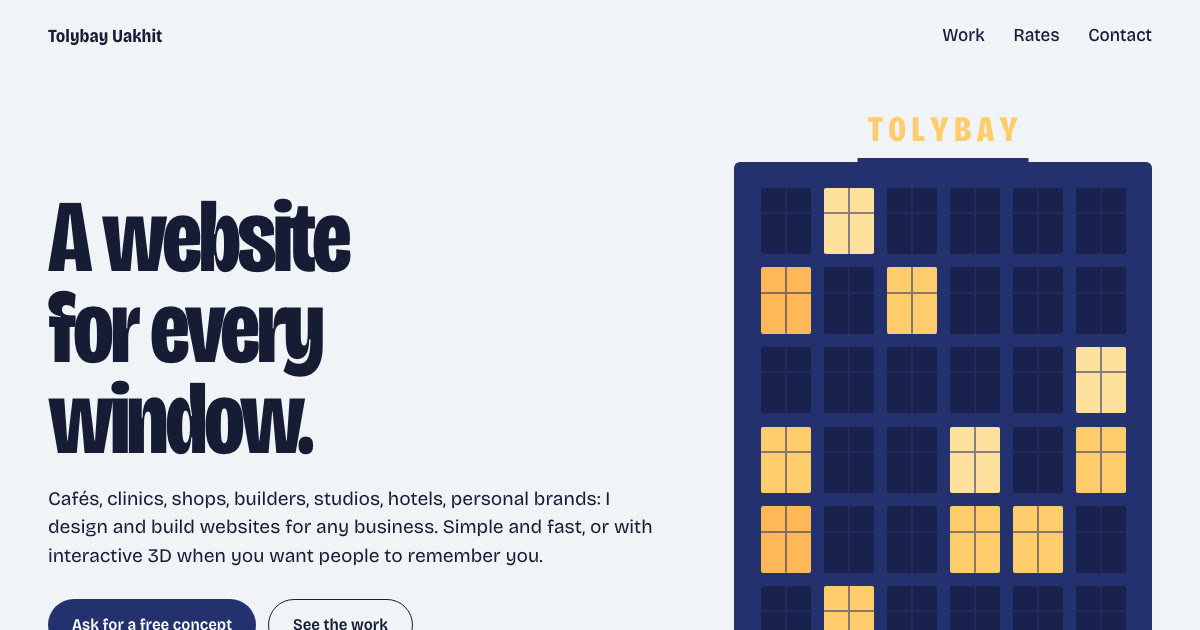 Tolybay Uakhit
Work Rates Contact
TOLYBAY
A website
for every
window.
Cafés, clinics, shops, builders, studios, hotels, personal brands: I
design and build websites for any business. Simple and fast, or with
interactive 3D when you want people to remember you.
Ask for a free concept
See the work